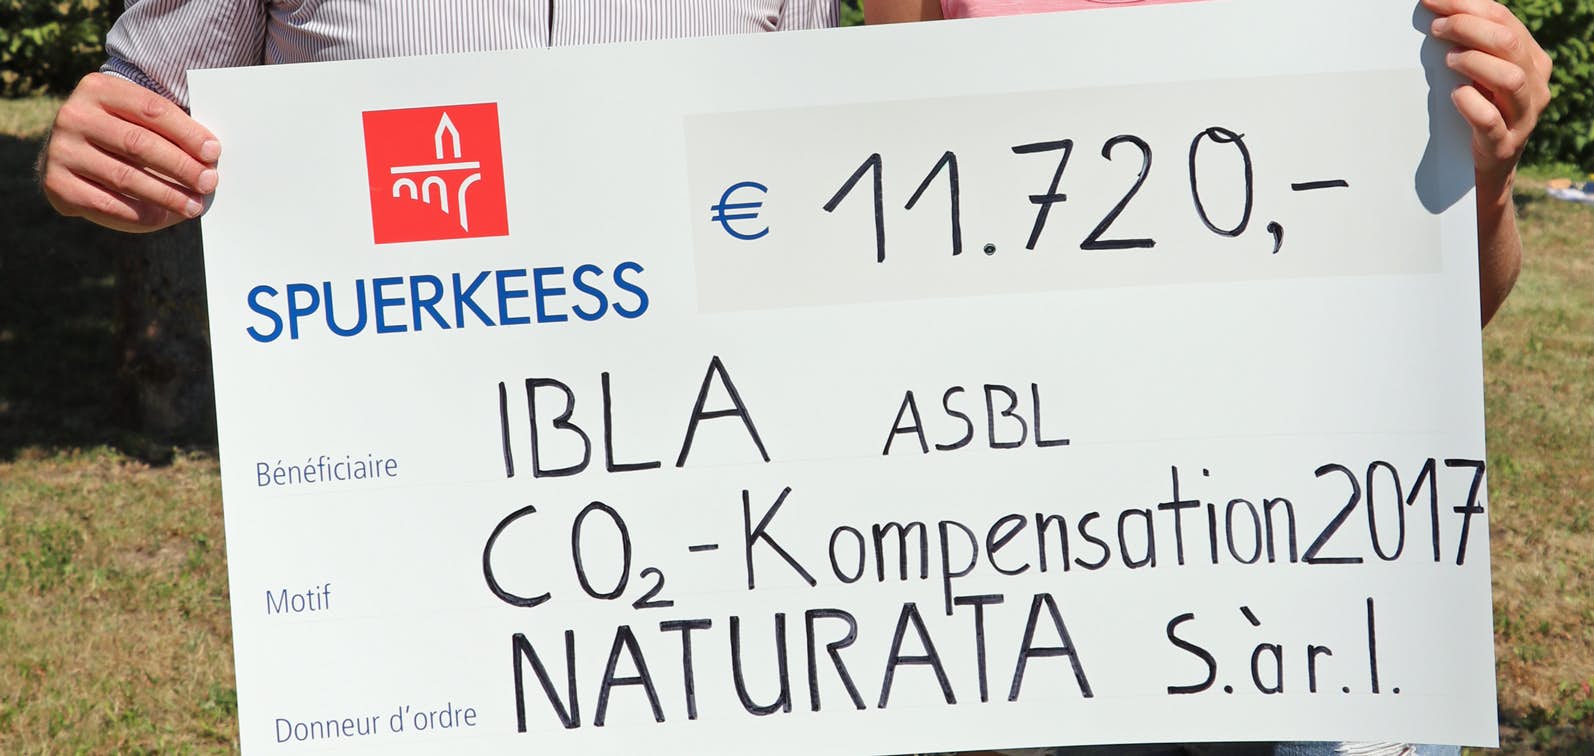 € 11.720,-
SPUERKEESS
Bénéficiaire IBLA ASBL
Motif CO₂-Kompensation 2017
Donneur d'ordre NATURATA S.àr.l.